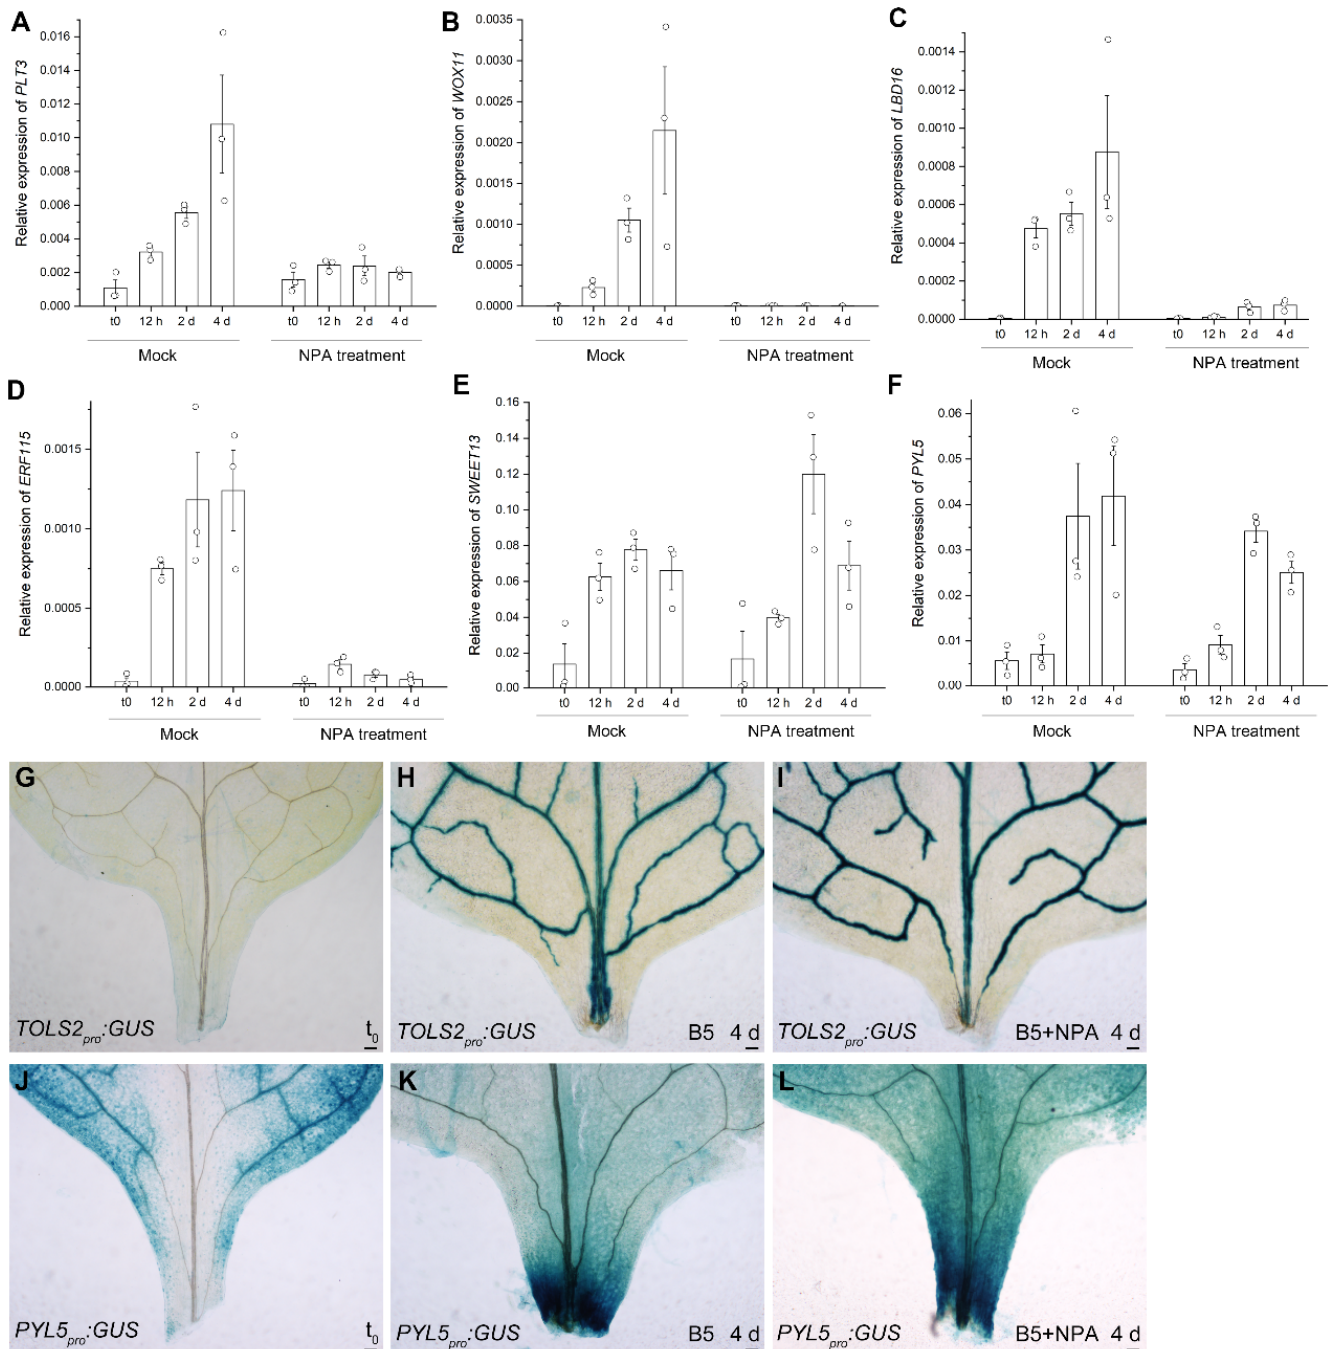 A
Relative expression of PLT3
0.016
0.014
0.012
0.010
0.008
0.006
0.004
0.002
0.000
t0 12 h 2 d 4 d t0 12 h 2 d 4 d
Mock NPA treatment
B
Relative expression of WOX11
0.0035
0.0030
0.0025
0.0020
0.0015
0.0010
0.0005
0.0000
t0 12 h 2 d 4 d t0 12 h 2 d 4 d
Mock NPA treatment
C
Relative expression of LBD16
0.0014
0.0012
0.0010
0.0008
0.0006
0.0004
0.0002
0.0000
t0 12 h 2 d 4 d t0 12 h 2 d 4 d
Mock NPA treatment
D
Relative expression of ERF115
0.0015
0.0010
0.0005
0.0000
t0 12 h 2 d 4 d t0 12 h 2 d 4 d
Mock NPA treatment
E
Relative expression of SWEET13
0.16
0.14
0.12
0.10
0.08
0.06
0.04
0.02
0.00
t0 12 h 2 d 4 d t0 12 h 2 d 4 d
Mock NPA treatment
F
Relative expression of PYL5
0.06
0.05
0.04
0.03
0.02
0.01
0.00
t0 12 h 2 d 4 d t0 12 h 2 d 4 d
Mock NPA treatment
G
TOLS2pro:GUS t0
H
TOLS2pro:GUS B5 4 d
I
TOLS2pro:GUS B5+NPA 4 d
J
PYL5pro:GUS t0
K
PYL5pro:GUS B5 4 d
L
PYL5pro:GUS B5+NPA 4 d